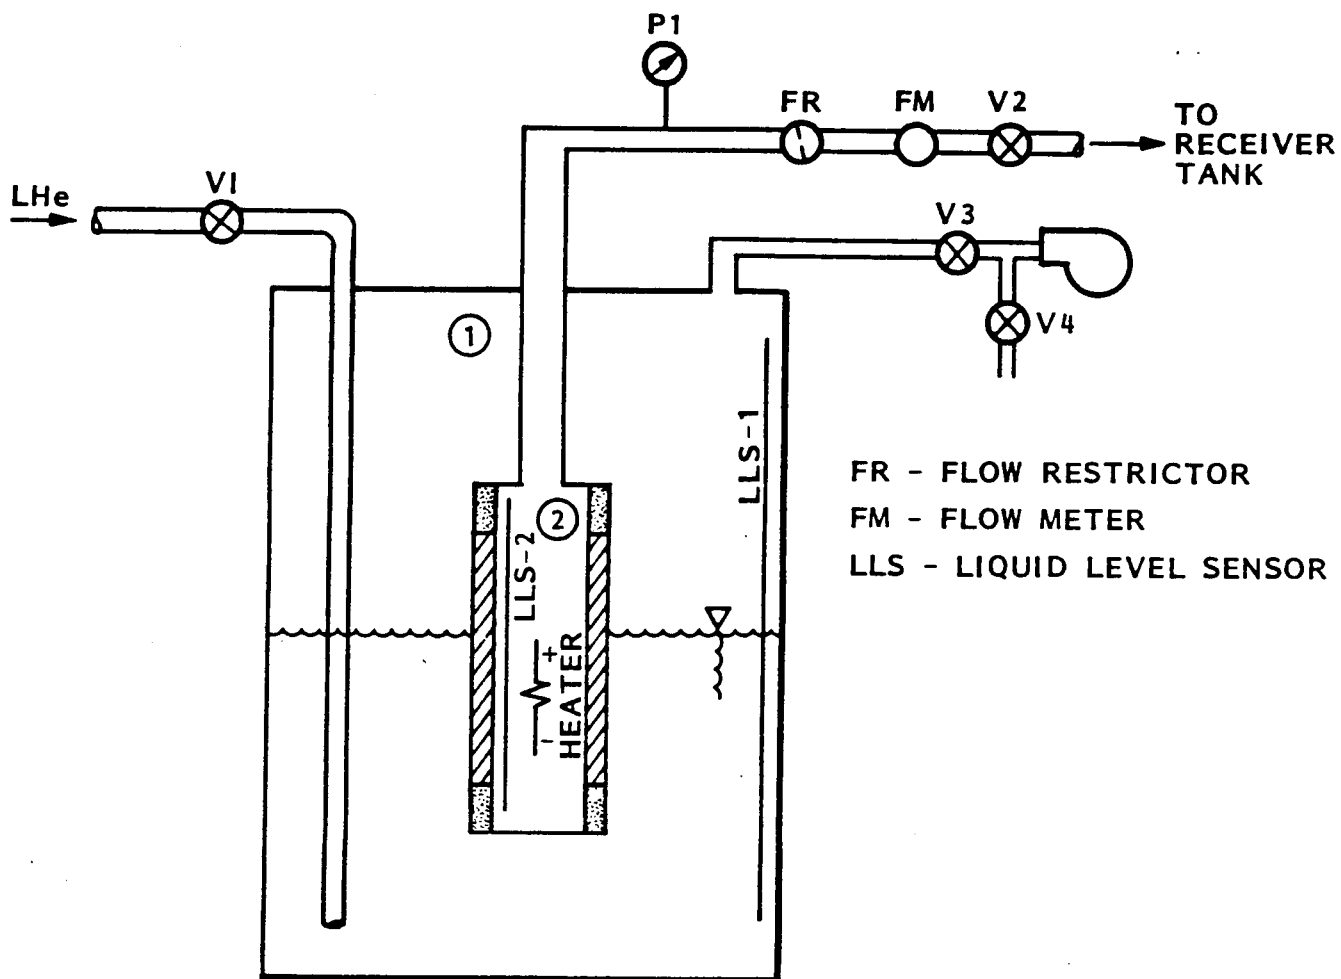 P1
FR
FM
V2
TO
RECEIVER
TANK
LHe
V1
V3
V4
1
2
LLS-1
LLS-2
+
HEATER
-
FR - FLOW RESTRICTOR
FM - FLOW METER
LLS - LIQUID LEVEL SENSOR